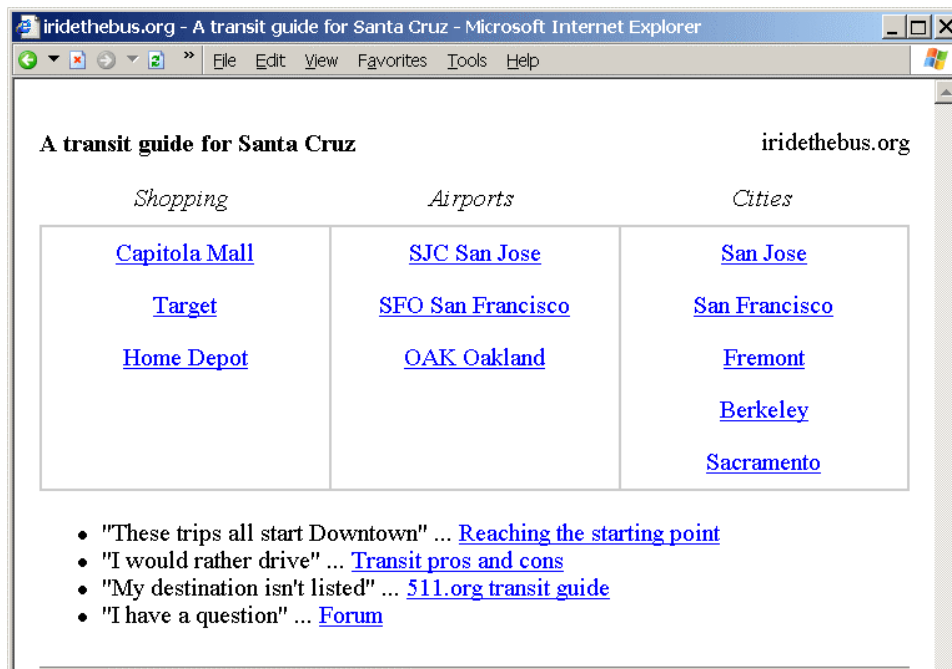 iridethebus.org - A transit guide for Santa Cruz - Microsoft Internet Explorer
» File Edit View Favorites Tools Help
A transit guide for Santa Cruz iridethebus.org
Shopping Airports Cities
Capitola Mall SJC San Jose San Jose
Target SFO San Francisco San Francisco
Home Depot OAK Oakland Fremont
Berkeley
Sacramento
• "These trips all start Downtown" ... Reaching the starting point
• "I would rather drive" ... Transit pros and cons
• "My destination isn't listed" ... 511.org transit guide
• "I have a question" ... Forum